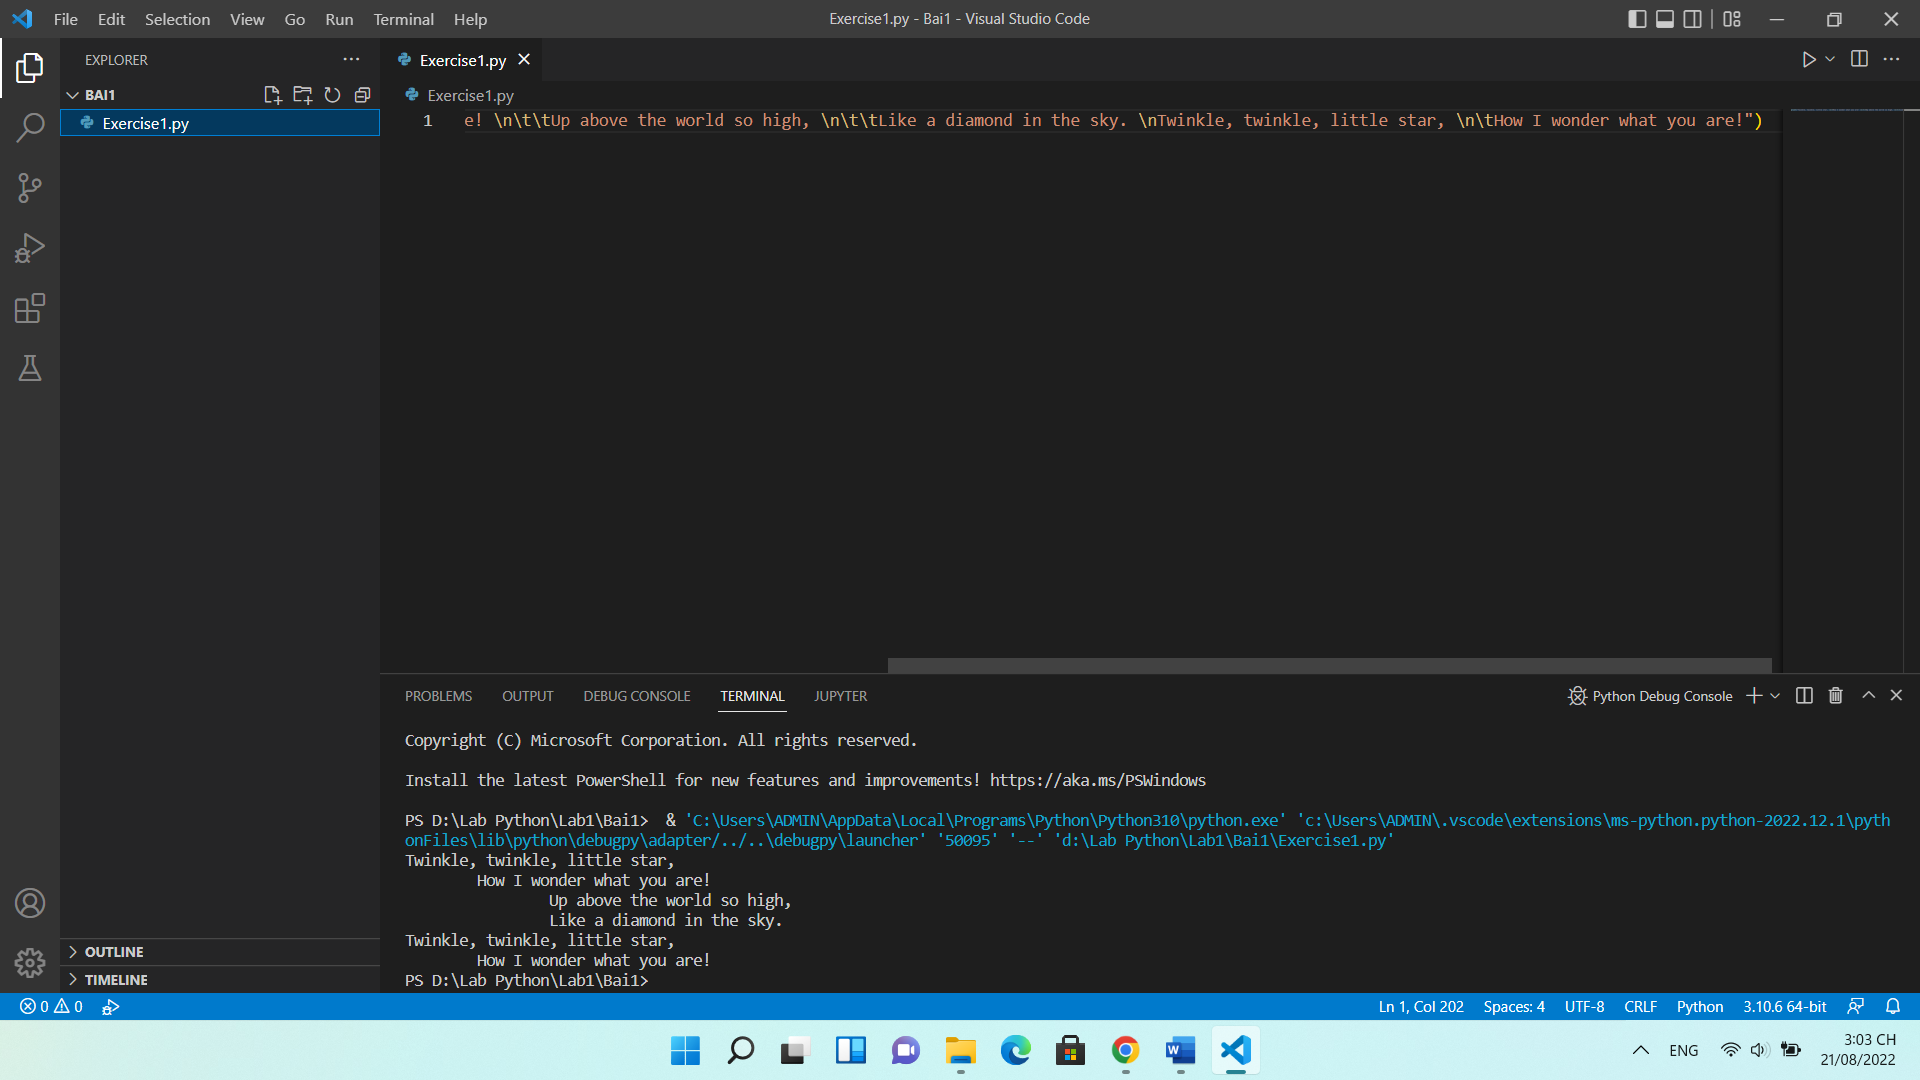 File Edit Selection View Go Run Terminal Help
Exercise1.py - Bai1 - Visual Studio Code
EXPLORER
BAI1
Exercise1.py
Exercise1.py
Exercise1.py
1 e! \n\t\tUp above the world so high, \n\t\tLike a diamond in the sky. \nTwinkle, twinkle, little star, \n\tHow I wonder what you are!")
PROBLEMS OUTPUT DEBUG CONSOLE TERMINAL JUPYTER
Python Debug Console
Copyright (C) Microsoft Corporation. All rights reserved.
Install the latest PowerShell for new features and improvements! https://aka.ms/PSWindows
PS D:\Lab Python\Lab1\Bai1>  & 'C:\Users\ADMIN\AppData\Local\Programs\Python\Python310\python.exe' 'c:\Users\ADMIN\.vscode\extensions\ms-python.python-2022.12.1\pyth
onFiles\lib\python\debugpy\adapter/../..\debugpy\launcher' '50095' '--' 'd:\Lab Python\Lab1\Bai1\Exercise1.py'
Twinkle, twinkle, little star,
How I wonder what you are!
Up above the world so high,
Like a diamond in the sky.
Twinkle, twinkle, little star,
How I wonder what you are!
PS D:\Lab Python\Lab1\Bai1>
OUTLINE
TIMELINE
0 0
Ln 1, Col 202 Spaces: 4 UTF-8 CRLF Python 3.10.6 64-bit
ENG
3:03 CH
21/08/2022